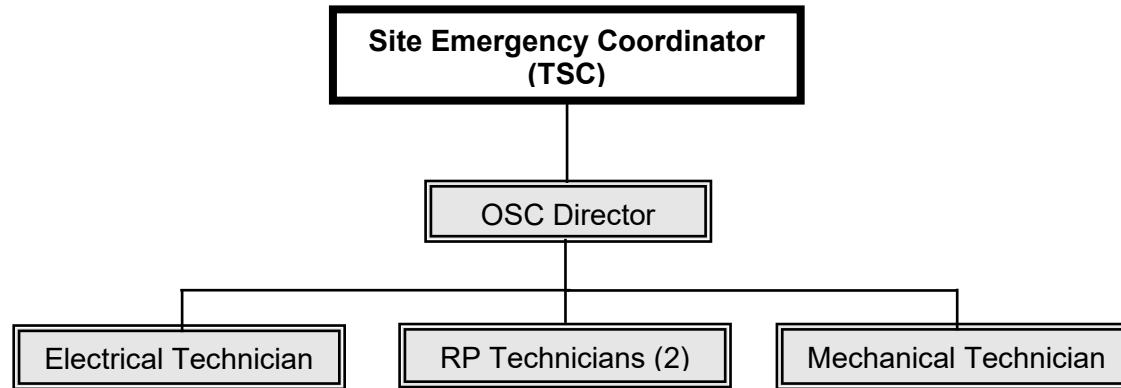 Site Emergency Coordinator
(TSC)
OSC Director
Electrical Technician
RP Technicians (2)
Mechanical Technician